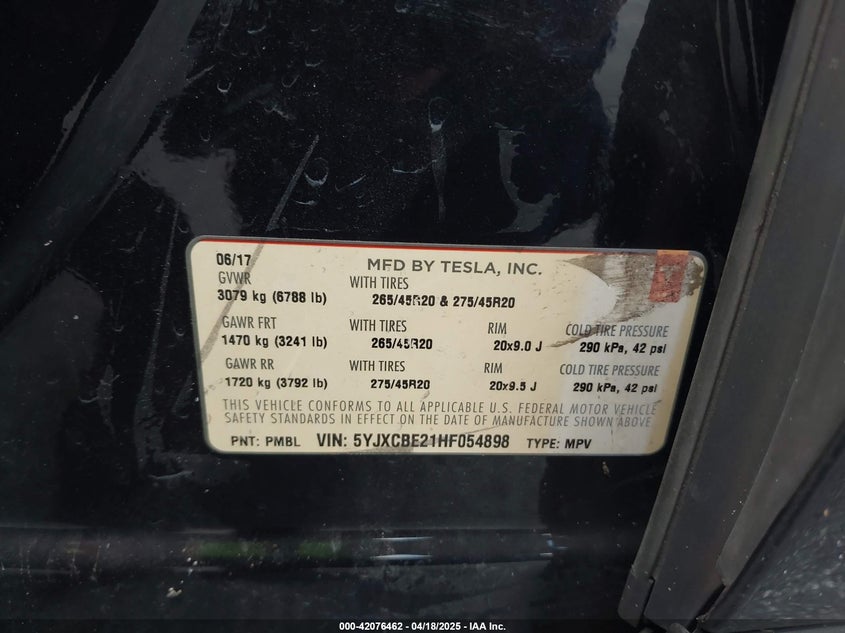 06/17 MFD BY TESLA, INC.
GVWR WITH TIRES
3079 kg (6788 lb) 265/45R20 & 275/45R20
GAWR FRT WITH TIRES RIM COLD TIRE PRESSURE
1470 kg (3241 lb) 265/45R20 20x9.0 J 290 kPa, 42 psi
GAWR RR WITH TIRES RIM COLD TIRE PRESSURE
1720 kg (3792 lb) 275/45R20 20x9.5 J 290 kPa, 42 psi
THIS VEHICLE CONFORMS TO ALL APPLICABLE U.S. FEDERAL MOTOR VEHICLE
SAFETY STANDARDS IN EFFECT ON THE DATE OF MANUFACTURE SHOWN ABOVE
PNT: PMBL VIN: 5YJXCBE21HF054898 TYPE: MPV
000-42076462 - 04/18/2025 - IAA Inc.